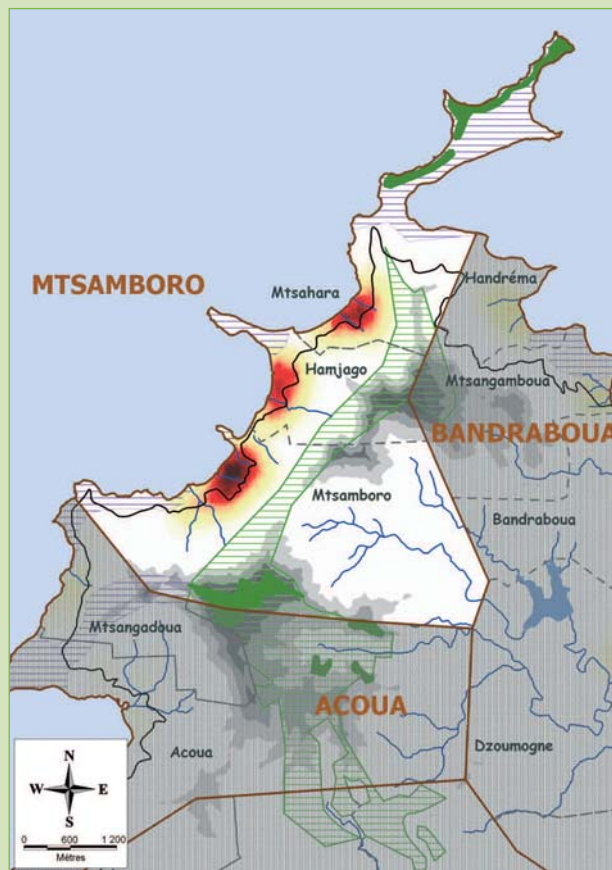 MTSAMBORO
Mtsahara
Handréma
Hamjago
Mtsangamboua
BANDRABOUA
Mtsamboro
Bandraboua
Mtsangadoua
ACOUA
Acoua
Dzoumogne
N
W E
S
0 600 1 200
Mètres